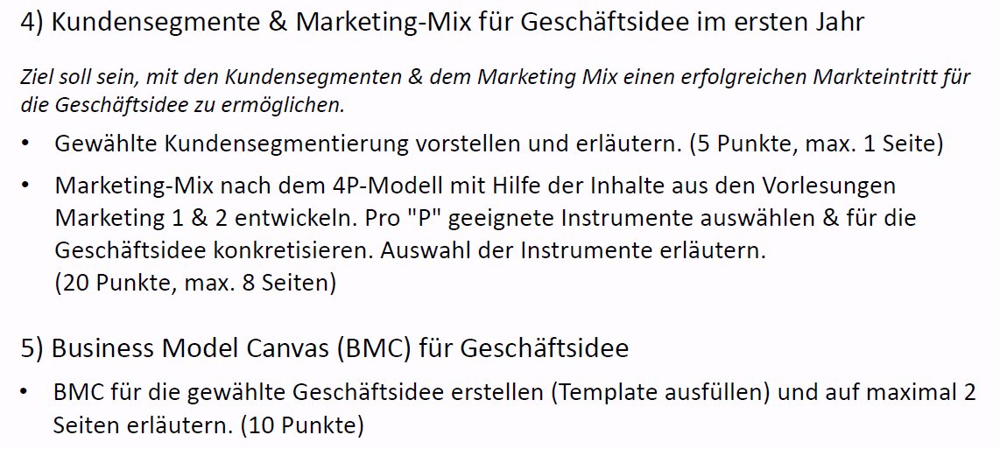 4) Kundensegmente & Marketing-Mix für Geschäftsidee im ersten Jahr
Ziel soll sein, mit den Kundensegmenten & dem Marketing Mix einen erfolgreichen Markteintritt für
die Geschäftsidee zu ermöglichen.
• Gewählte Kundensegmentierung vorstellen und erläutern. (5 Punkte, max. 1 Seite)
• Marketing-Mix nach dem 4P-Modell mit Hilfe der Inhalte aus den Vorlesungen
Marketing 1 & 2 entwickeln. Pro "P" geeignete Instrumente auswählen & für die
Geschäftsidee konkretisieren. Auswahl der Instrumente erläutern.
(20 Punkte, max. 8 Seiten)
5) Business Model Canvas (BMC) für Geschäftsidee
• BMC für die gewählte Geschäftsidee erstellen (Template ausfüllen) und auf maximal 2
Seiten erläutern. (10 Punkte)